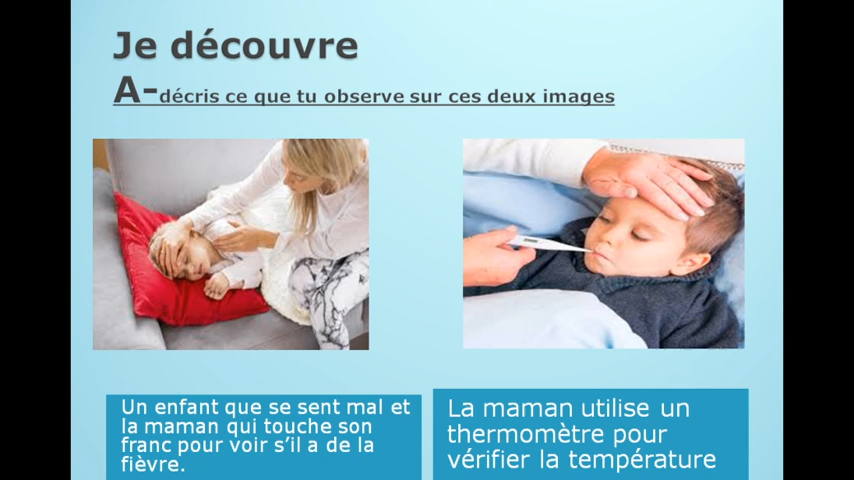 Je découvre
A-décris ce que tu observe sur ces deux images
Un enfant que se sent mal et
la maman qui touche son
franc pour voir s’il a de la
fièvre.
La maman utilise un
thermomètre pour
vérifier la température